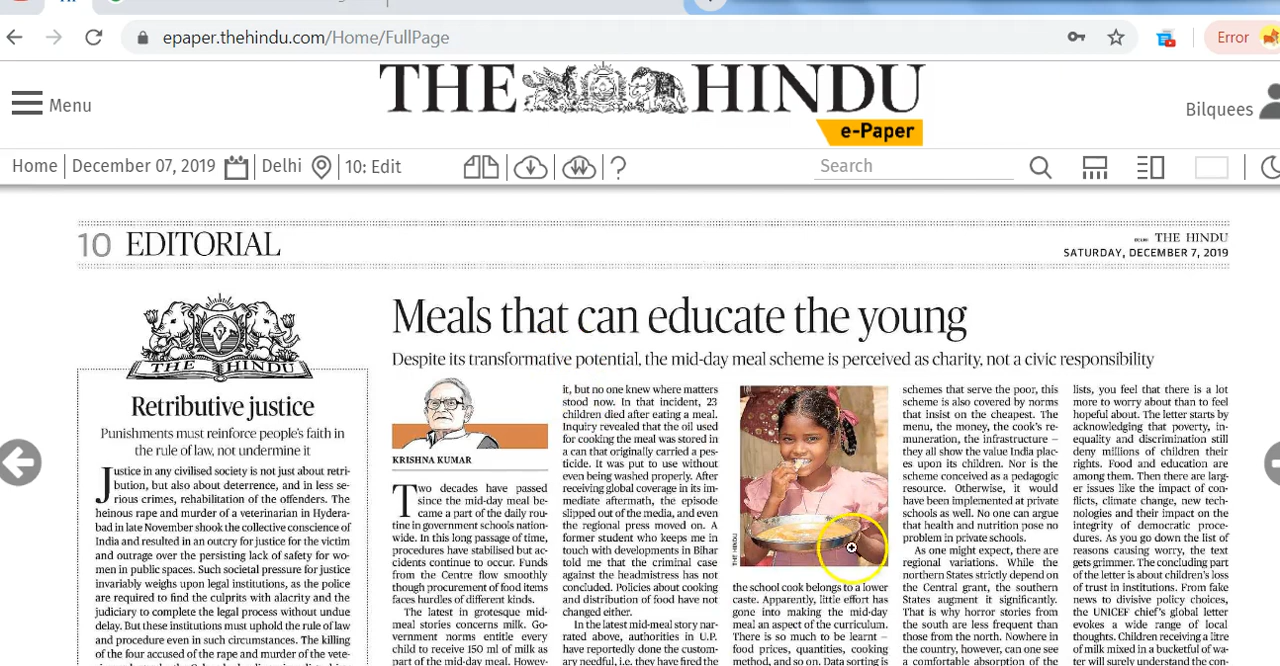 epaper.thehindu.com/Home/FullPage
Error
Menu
THE HINDU
e-Paper
Bilquees
Home
December 07, 2019
Delhi
10: Edit
?
Search
10 EDITORIAL
THE HINDU
SATURDAY, DECEMBER 7, 2019
THE HINDU
Retributive justice
Punishments must reinforce people's faith in
the rule of law, not undermine it
Justice in any civilised society is not just about retri-
bution, but also about deterrence, and in less se-
rious crimes, rehabilitation of the offenders. The
heinous rape and murder of a veterinarian in Hydera-
bad in late November shook the collective conscience of
India and resulted in an outcry for justice for the victim
and outrage over the persisting lack of safety for wo-
men in public spaces. Such societal pressure for justice
invariably weighs upon legal institutions, as the police
are required to find the culprits with alacrity and the
judiciary to complete the legal process without undue
delay. But these institutions must uphold the rule of law
and procedure even in such circumstances. The killing
of the four accused of the rape and murder of the vete-
Meals that can educate the young
Despite its transformative potential, the mid-day meal scheme is perceived as charity, not a civic responsibility
KRISHNA KUMAR
Two decades have passed
since the mid-day meal be-
came a part of the daily rou-
tine in government schools nation-
wide. In this long passage of time,
procedures have stabilised but ac-
cidents continue to occur. Funds
from the Centre flow smoothly
though procurement of food items
faces hurdles of different kinds.
The latest in grotesque mid-
meal stories concerns milk. Go-
vernment norms entitle every
child to receive 150 ml of milk as
part of the mid-day meal. Howev-
it, but no one knew where matters
stood now. In that incident, 23
children died after eating a meal.
Inquiry revealed that the oil used
for cooking the meal was stored in
a can that originally carried a pes-
ticide. It was put to use without
even being washed properly. After
receiving global coverage in its im-
mediate aftermath, the episode
slipped out of the media, and even
the regional press moved on. A
former student who keeps me in
touch with developments in Bihar
told me that the criminal case
against the headmistress has not
concluded. Policies about cooking
and distribution of food have not
changed either.
In the latest mid-meal story nar-
rated above, authorities in U.P.
have reportedly done the custom-
ary needful, i.e. they have fired the
THE HINDU
the school cook belongs to a lower
caste. Apparently, little effort has
gone into making the mid-day
meal an aspect of the curriculum.
There is so much to be learnt –
food prices, quantities, cooking
method, and so on. Data sorting is
schemes that serve the poor, this
scheme is also covered by norms
that insist on the cheapest. The
menu, the money, the cook's re-
muneration, the infrastructure –
they all show the value India plac-
es upon its children. Nor is the
scheme conceived as a pedagogic
resource. Otherwise, it would
have been implemented at private
schools as well. No one can argue
that health and nutrition pose no
problem in private schools.
As one might expect, there are
regional variations. While the
northern States strictly depend on
the Central grant, the southern
States augment it significantly.
That is why horror stories from
the south are less frequent than
those from the north. Nowhere in
the country, however, can one see
a comfortable absorption of the
lists, you feel that there is a lot
more to worry about than to feel
hopeful about. The letter starts by
acknowledging that poverty, in-
equality and discrimination still
deny millions of children their
rights. Food and education are
among them. Then there are larg-
er issues like the impact of con-
flicts, climate change, new tech-
nologies and their impact on the
integrity of democratic proce-
dures. As you go down the list of
reasons causing worry, the text
gets grimmer. The concluding part
of the letter is about children's loss
of trust in institutions. From fake
news to divisive policy choices,
the UNICEF chief's global letter
evokes a wide range of local
thoughts. Children receiving a litre
of milk mixed in a bucketful of wa-
ter will surely remember this im-